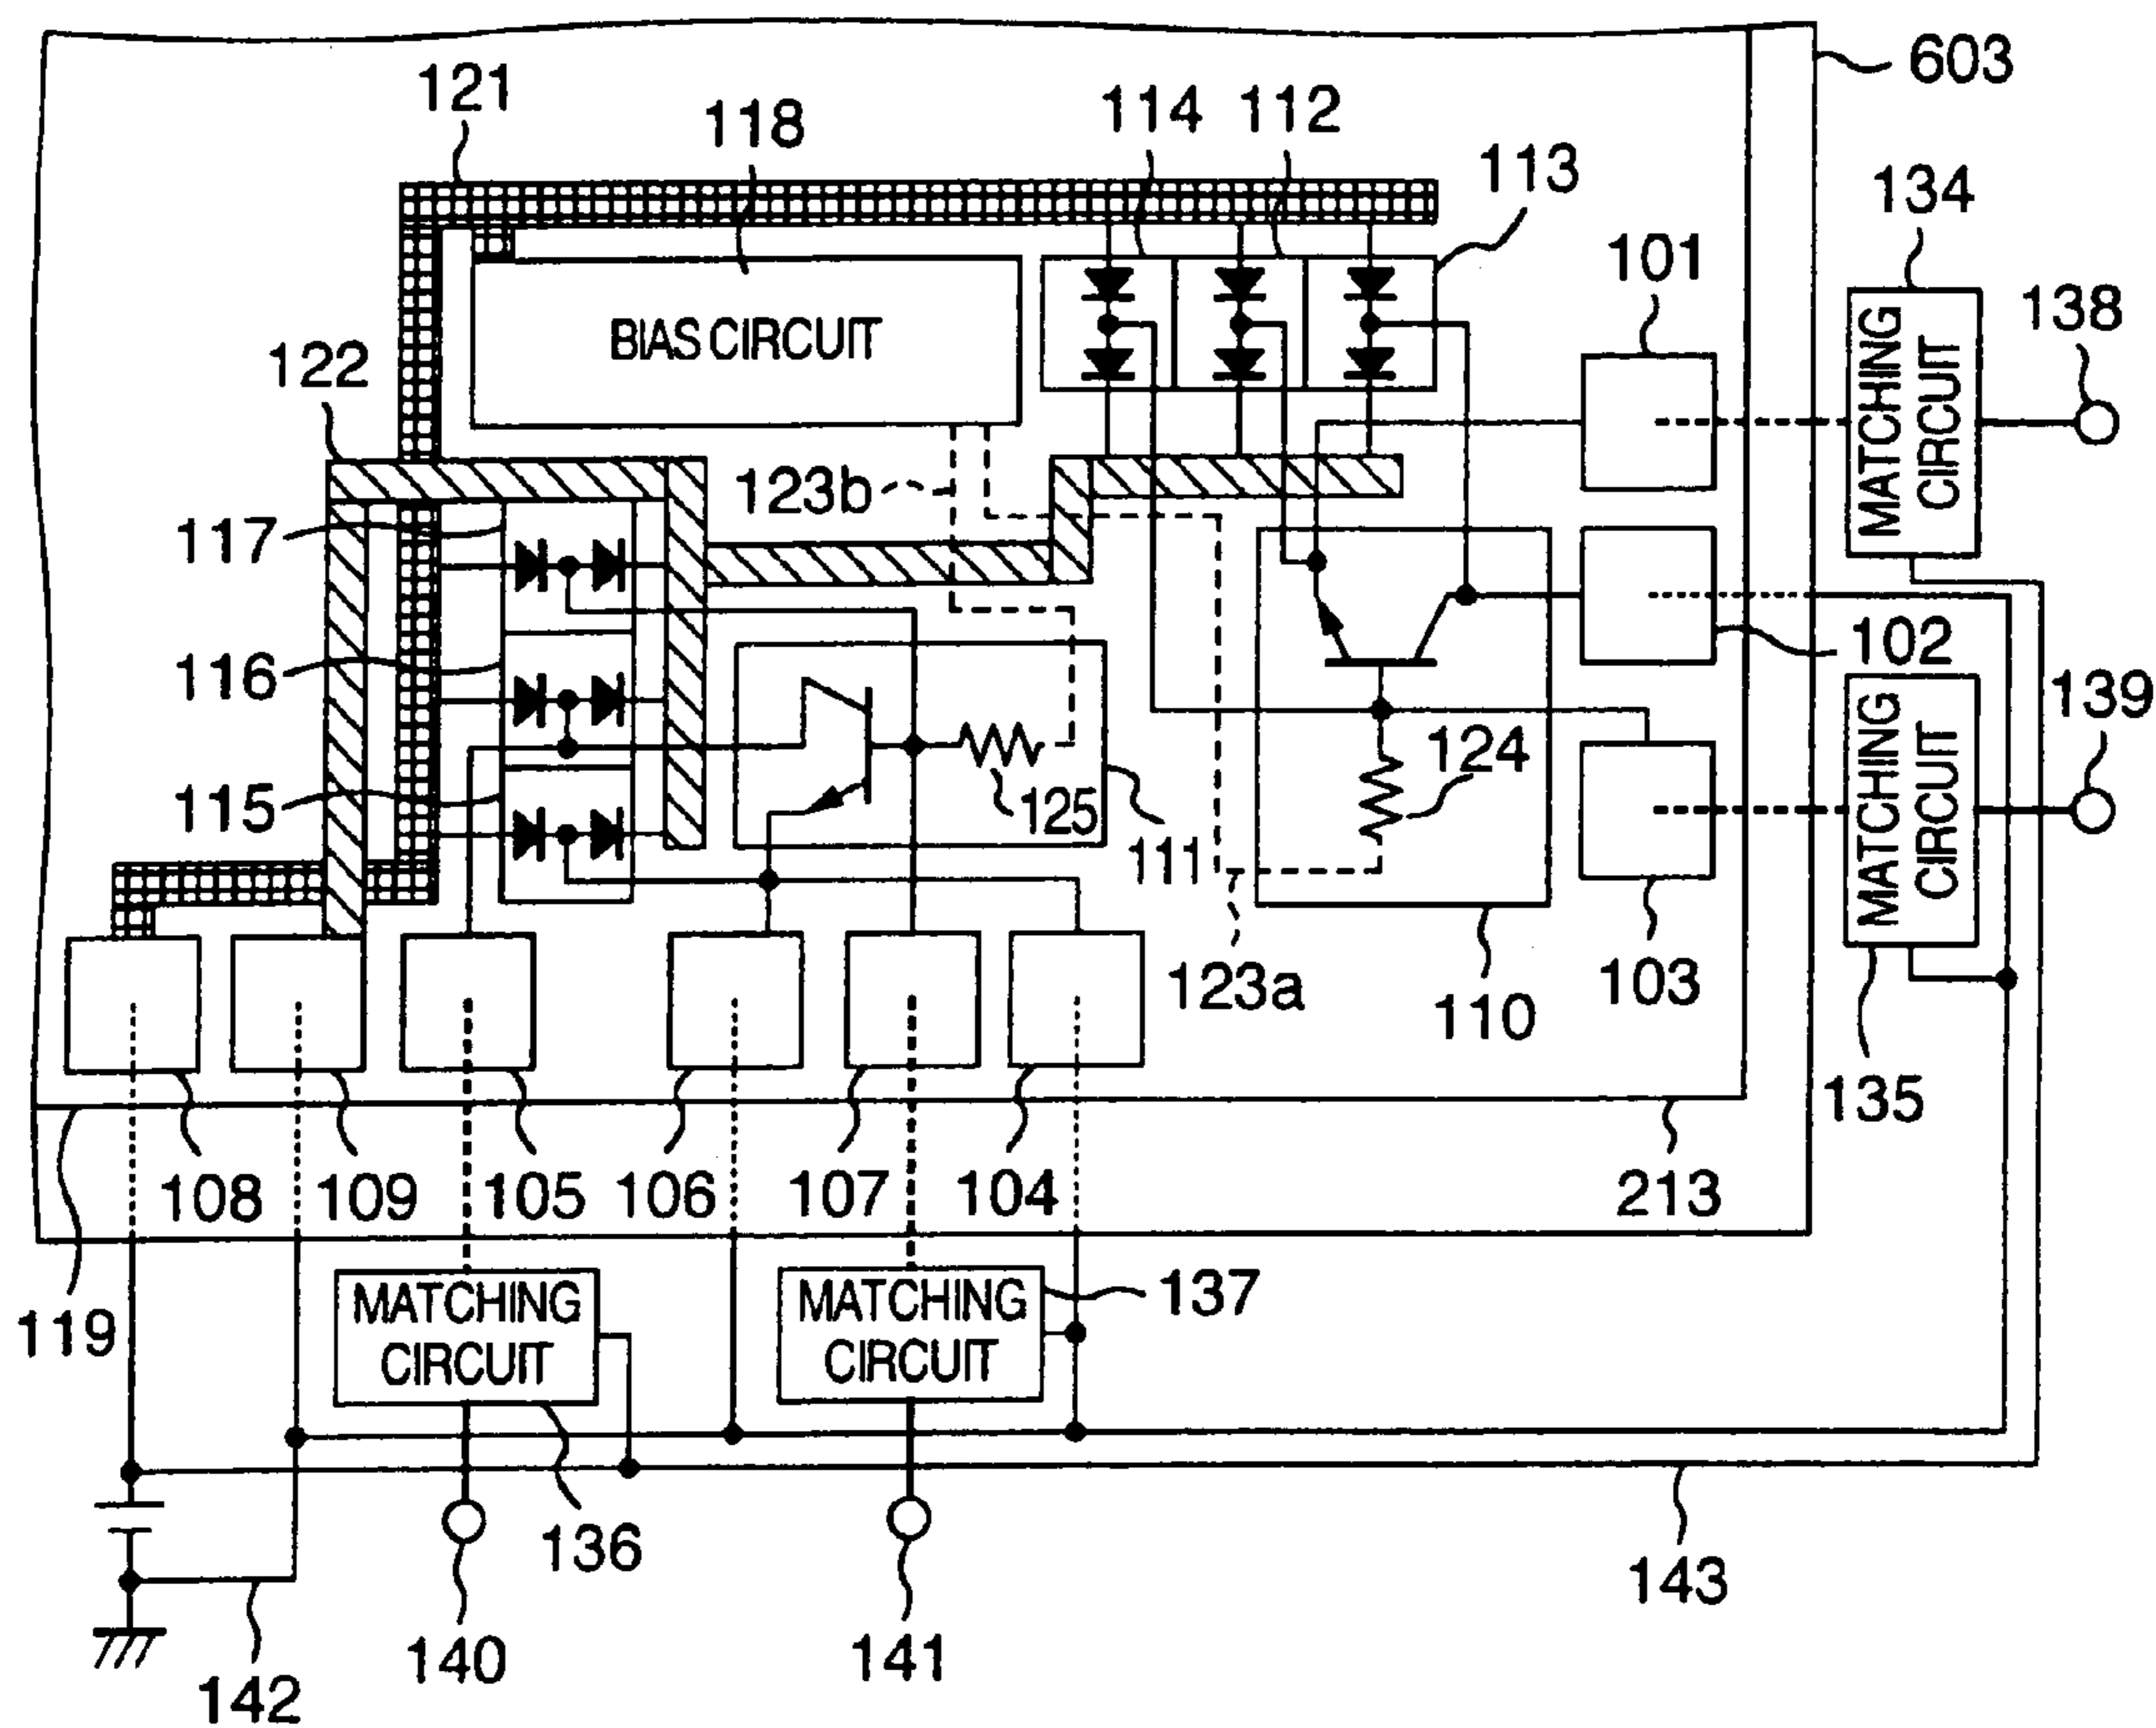 603
121
118
114 112
113
134
101
138
MATCHING
CIRCUIT
BIAS CIRCUIT
122
123b
117
102
139
116
MATCHING
CIRCUIT
124
115
125
111
123a
110
103
135
108 109 105 106 107 104 213
119
MATCHING
CIRCUIT
MATCHING
CIRCUIT
137
136
140
141
143
142